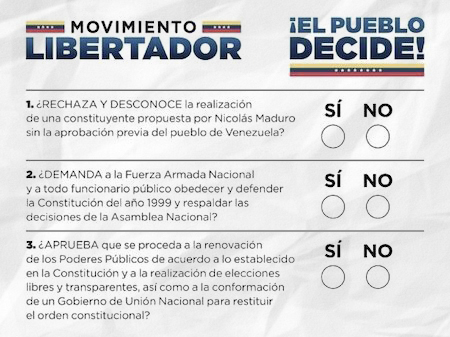 MOVIMIENTO
LIBERTADOR
¡EL PUEBLO
DECIDE!
1. ¿RECHAZA Y DESCONOCE la realización
de una constituyente propuesta por Nicolás Maduro
sin la aprobación previa del pueblo de Venezuela?
SÍ NO
2. ¿DEMANDA a la Fuerza Armada Nacional
y a todo funcionario público obedecer y defender
la Constitución del año 1999 y respaldar las
decisiones de la Asamblea Nacional?
SÍ NO
3. ¿APRUEBA que se proceda a la renovación
de los Poderes Públicos de acuerdo a lo establecido
en la Constitución y a la realización de elecciones
libres y transparentes, así como a la conformación
de un Gobierno de Unión Nacional para restituir
el orden constitucional?
SÍ NO